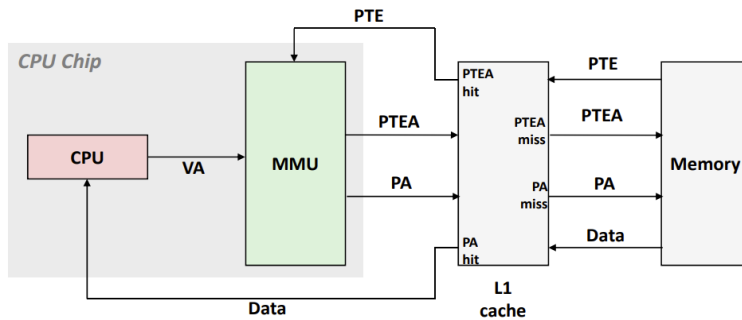 PTE
CPU Chip
PTEA
hit
PTE
CPU
VA
MMU
PTEA
PTEA
miss
PTEA
Memory
PA
PA
miss
PA
PA
hit
Data
Data
L1
cache